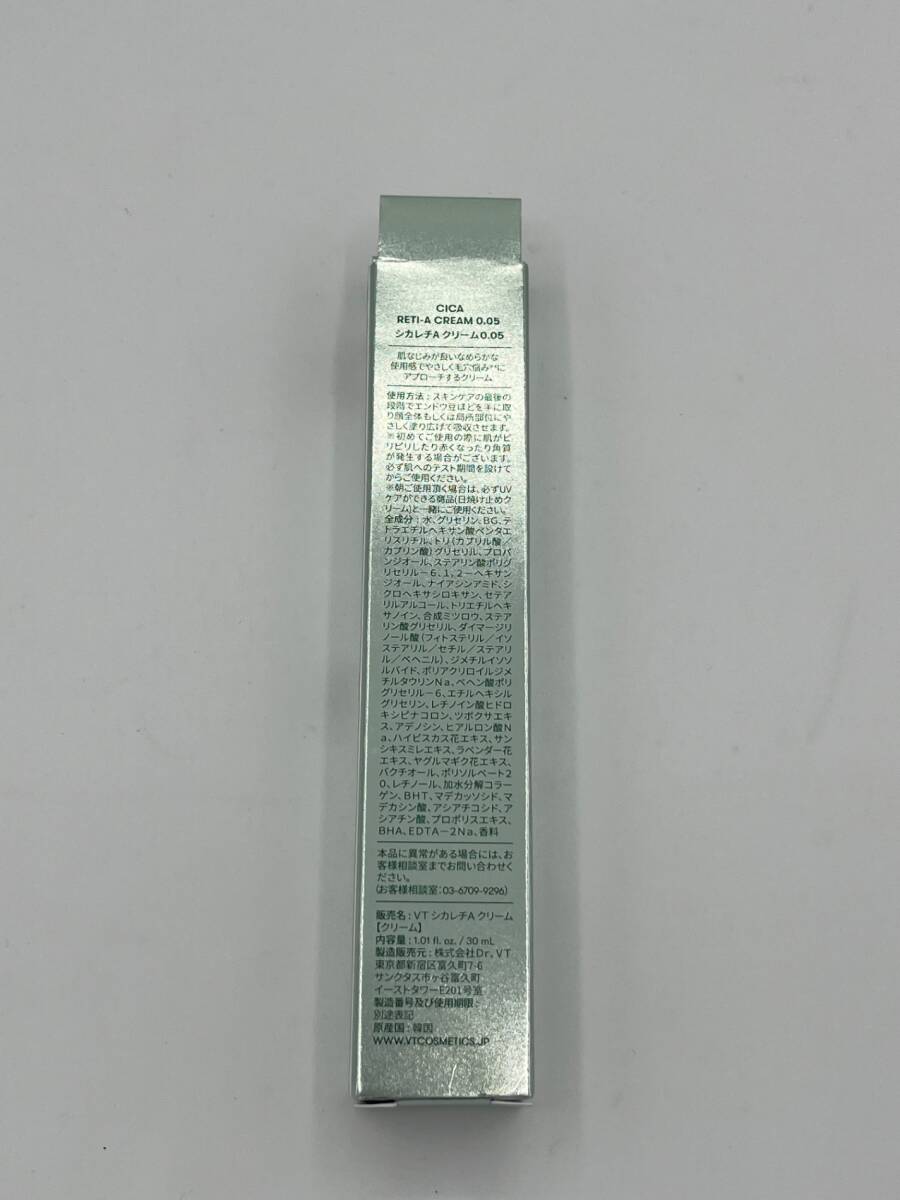 CICA
RETI-A CREAM 0.05
シカレチA クリーム0.05
肌なじみが良いなめらかな
使用感でやさしく毛穴悩み*¹に
アプローチするクリーム
使用方法：スキンケアの最後の
段階でエンドウ豆ほどを手に取
り顔全体もしくは局所部位にや
さしく塗り広げて吸収させます。
※初めてご使用の際に肌がピ
リピリしたり赤くなったり角質
が発生する場合がございます。
必ず肌へのテスト期間を設けて
からご使用ください。
※朝ご使用頂く場合は、必ずUV
ケアができる商品(日焼け止めク
リーム)と一緒にご使用ください。
全成分：水、グリセリン、BG、テ
トラエチルヘキサン酸ペンタエ
リスリチル、トリ(カプリル酸／
カプリン酸)グリセリル、プロパ
ンジオール、ステアリン酸ポリグ
リセリル－6、1，2－ヘキサン
ジオール、ナイアシンアミド、シ
クロヘキサシロキサン、セテア
リルアルコール、トリエチルヘキ
サノイン、合成ミツロウ、ステア
リン酸グリセリル、ダイマージリ
ノール酸(フィトステリル／イソ
ステアリル／セチル／ステアリ
ル／ベヘニル)、ジメチルイソソ
ルバイド、ポリアクリロイルジメ
チルタウリンNa、ベヘン酸ポリ
グリセリル－6、エチルヘキシル
グリセリン、レチノイン酸ヒドロ
キシピナコロン、ツボクサエキ
ス、アデノシン、ヒアルロン酸N
a、ハイビスカス花エキス、サン
シキスミレエキス、ラベンダー花
エキス、ヤグルマギク花エキス、
バクチオール、ポリソルベート2
0、レチノール、加水分解コラー
ゲン、BHT、マデカッソシド、マ
デカシン酸、アシアチコシド、ア
シアチン酸、プロポリスエキス、
BHA、EDTA－2Na、香料
本品に異常がある場合には、お
客様相談室までお問い合わせく
ださい。
(お客様相談室：03-6709-9296)
販売名：VT シカレチA クリーム
【クリーム】
内容量：1.01 fl. oz. / 30 mL
製造販売元：株式会社Dr．VT
東京都新宿区富久町7-6
サンクタス市ヶ谷富久町
イーストタワーE201号室
製造番号及び使用期限：
別途表記
原産国：韓国
WWW.VTCOSMETICS.JP